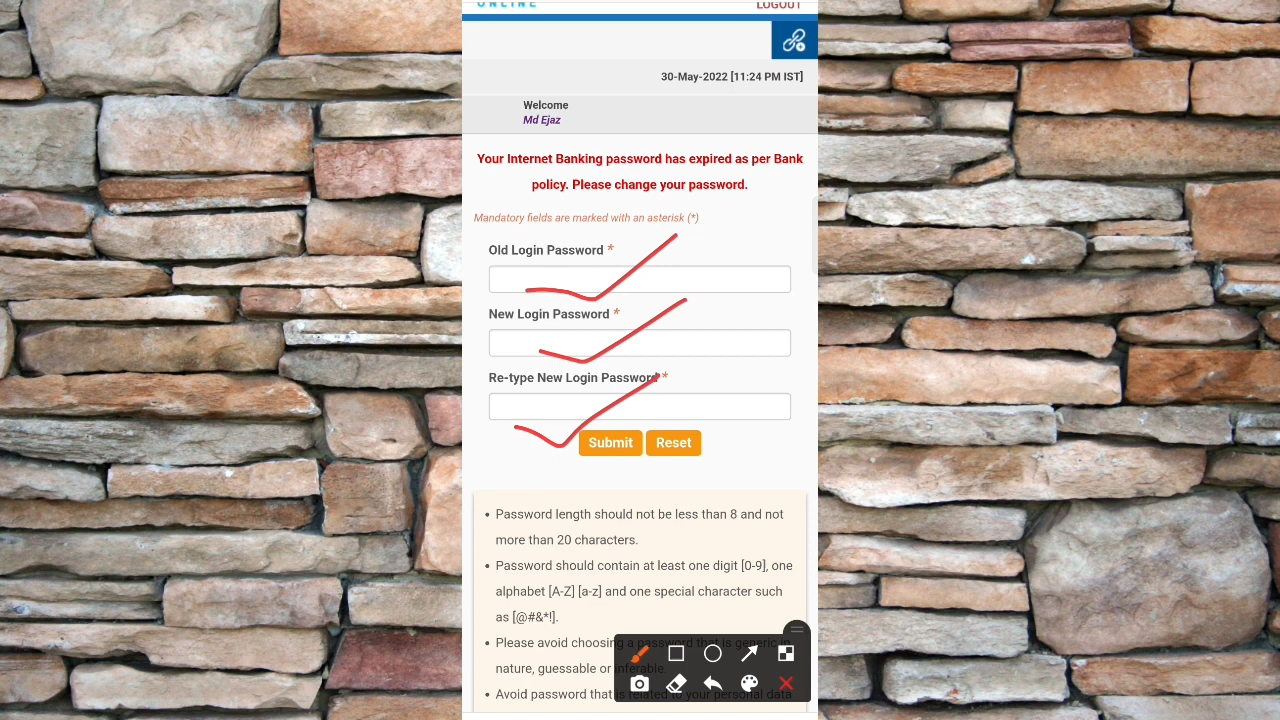 ONLINE
LOGOUT
30-May-2022 [11:24 PM IST]
Welcome
Md Ejaz
Your Internet Banking password has expired as per Bank
policy. Please change your password.
Mandatory fields are marked with an asterisk (*)
Old Login Password *
New Login Password *
Re-type New Login Password *
Submit Reset
• Password length should not be less than 8 and not
more than 20 characters.
• Password should contain at least one digit [0-9], one
alphabet [A-Z] [a-z] and one special character such
as [@#&*!].
• Please avoid choosing a password that is generic in
nature, guessable or inferable.
• Avoid password that is related to your personal data